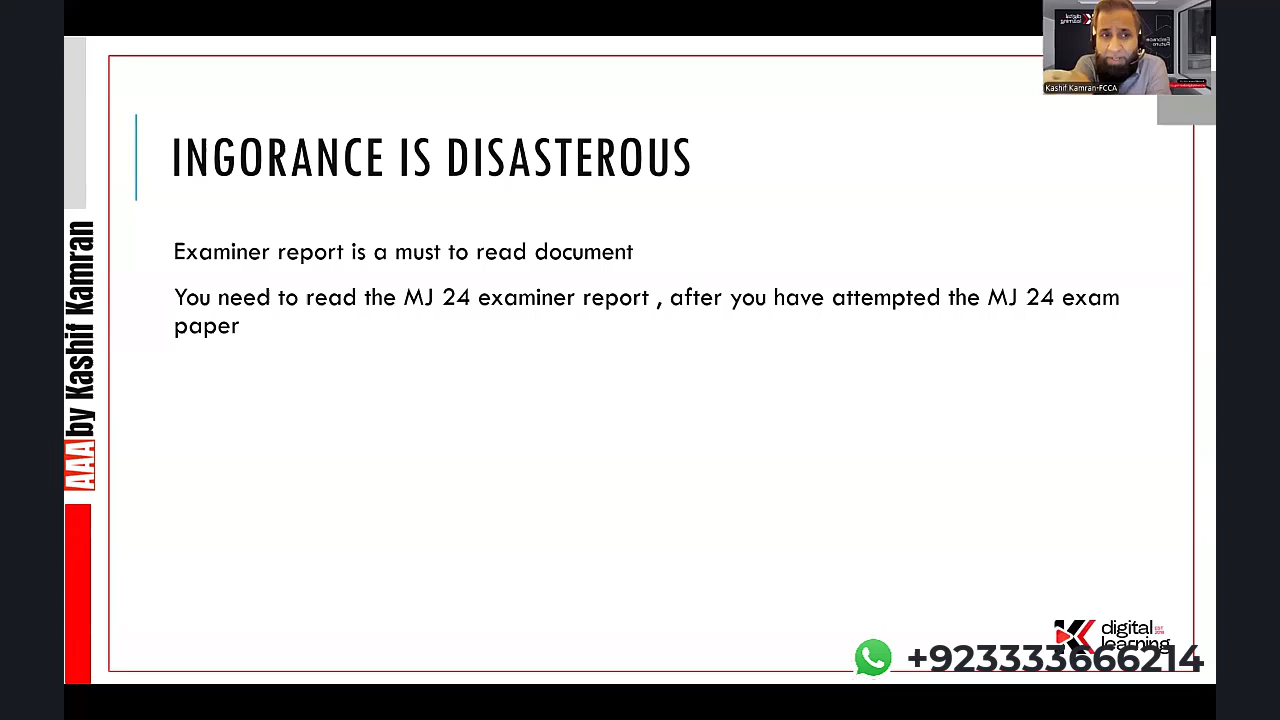 INGORANCE IS DISASTEROUS
Examiner report is a must to read document
You need to read the MJ 24 examiner report , after you have attempted the MJ 24 exam
paper
AAA by Kashif Kamran
Kashif Kamran-FCCA
digital
learning
+923333666214